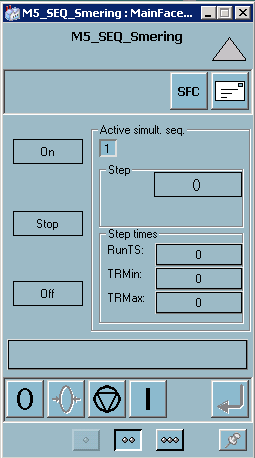 M5_SEQ_Smering : MainFace...
M5_SEQ_Smering
SFC
Active simult. seq.
1
On
Step
0
Stop
Step times
RunTS: 0
TRMin: 0
Off
TRMax: 0
O
I